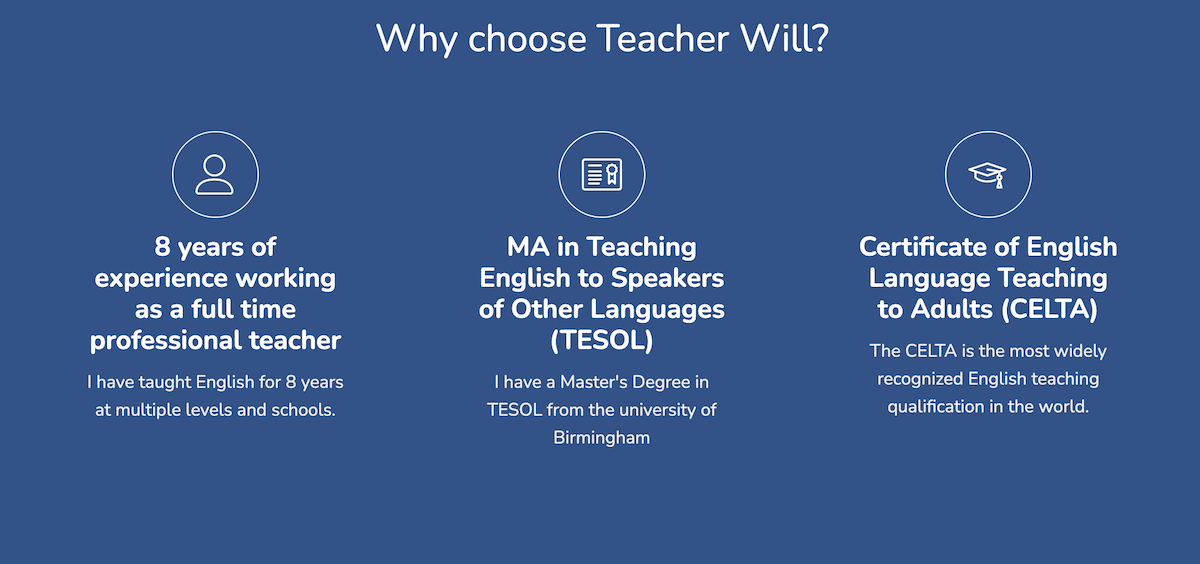 Why choose Teacher Will?
8 years of
experience working
as a full time
professional teacher
I have taught English for 8 years
at multiple levels and schools.
MA in Teaching
English to Speakers
of Other Languages
(TESOL)
I have a Master's Degree in
TESOL from the university of
Birmingham
Certificate of English
Language Teaching
to Adults (CELTA)
The CELTA is the most widely
recognized English teaching
qualification in the world.